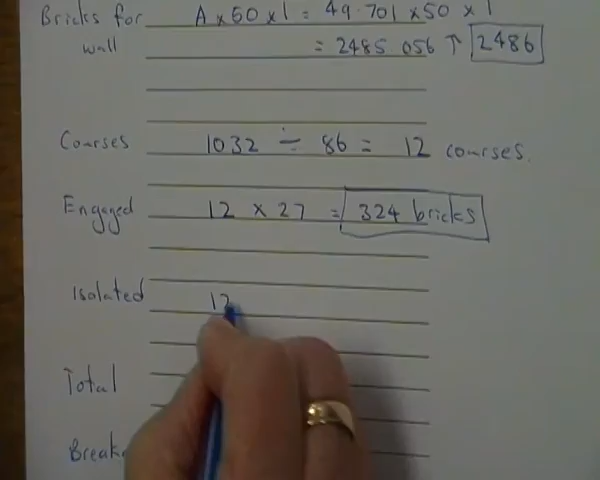 Bricks for A x 50 x 1 = 49.701 x 50 x 1
wall = 2485 056 ↑ 2486
Courses 1032 ÷ 86 = 12 courses.
Engaged 12 x 27 = 324 bricks
Isolated 12
Total
Break